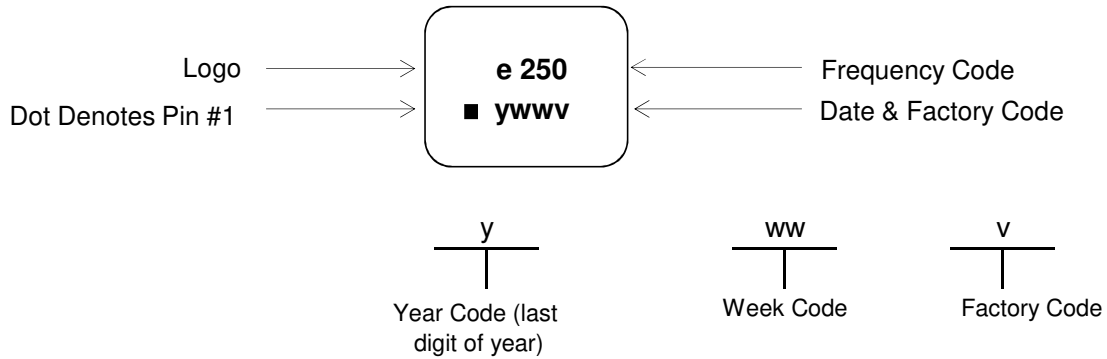 Logo
e 250
Frequency Code
Dot Denotes Pin #1
■ ywwv
Date & Factory Code
y
ww
v
Year Code (last
digit of year)
Week Code
Factory Code